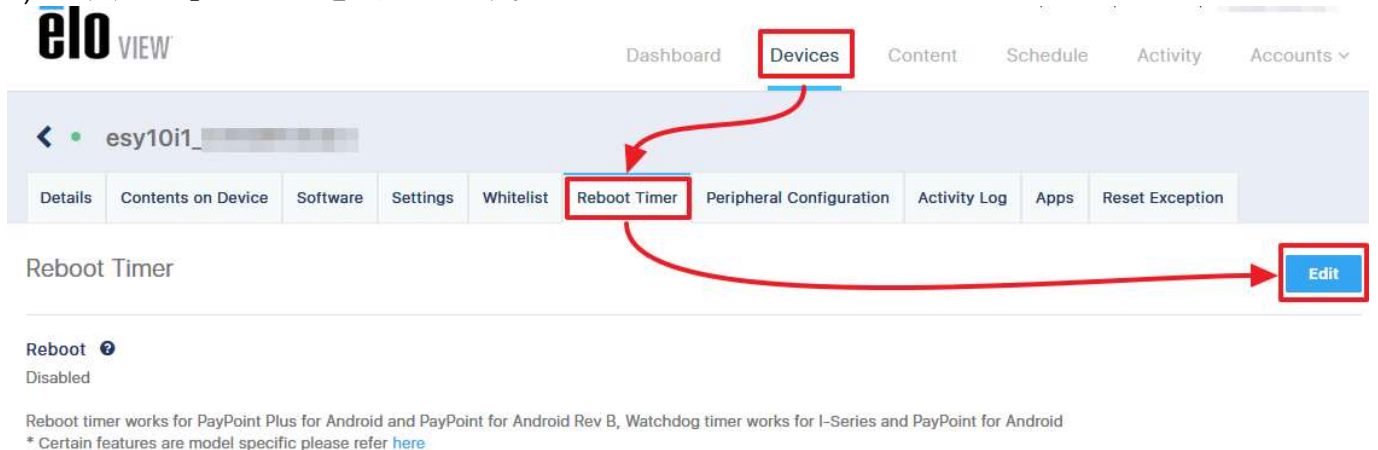 ēlo VIEW
Dashboard Devices Content Schedule Activity Accounts
esy10i1_
Details Contents on Device Software Settings Whitelist Reboot Timer Peripheral Configuration Activity Log Apps Reset Exception
Reboot Timer
Edit
Reboot
Disabled
Reboot timer works for PayPoint Plus for Android and PayPoint for Android Rev B, Watchdog timer works for I-Series and PayPoint for Android
* Certain features are model specific please refer here